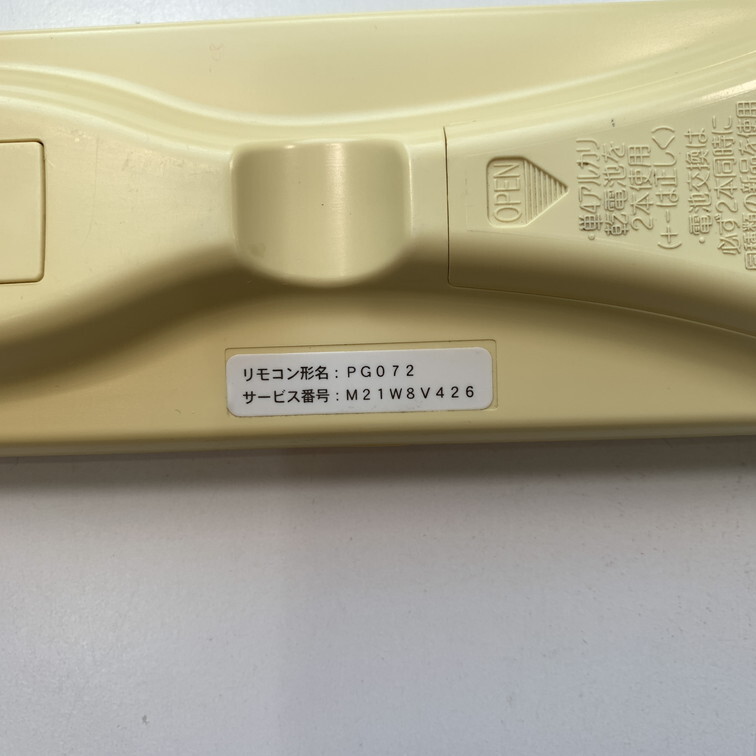 リモコン形名：PG072
サービス番号：M21W8V426
OPEN
・単4アルカリ
乾電池を
2本使用
(+−は正しく)
・電池交換は
必ず2本同時に